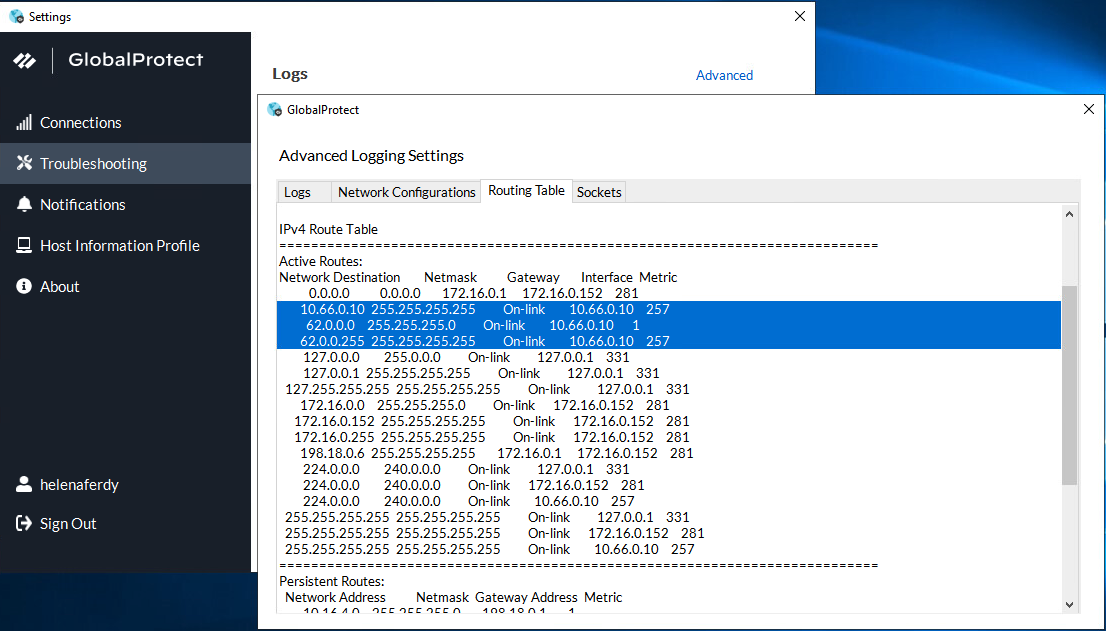 Settings
GlobalProtect
Connections
Troubleshooting
Notifications
Host Information Profile
About
helenaferdy
Sign Out
Logs
Advanced
GlobalProtect
Advanced Logging Settings
Logs Network Configurations Routing Table Sockets
IPv4 Route Table
===========================================================================
Active Routes:
Network Destination Netmask Gateway Interface Metric
0.0.0.0 0.0.0.0 172.16.0.1 172.16.0.152 281
10.66.0.10 255.255.255.255 On-link 10.66.0.10 257
62.0.0.0 255.255.255.0 On-link 10.66.0.10 1
62.0.0.255 255.255.255.255 On-link 10.66.0.10 257
127.0.0.0 255.0.0.0 On-link 127.0.0.1 331
127.0.0.1 255.255.255.255 On-link 127.0.0.1 331
127.255.255.255 255.255.255.255 On-link 127.0.0.1 331
172.16.0.0 255.255.255.0 On-link 172.16.0.152 281
172.16.0.152 255.255.255.255 On-link 172.16.0.152 281
172.16.0.255 255.255.255.255 On-link 172.16.0.152 281
198.18.0.6 255.255.255.255 172.16.0.1 172.16.0.152 281
224.0.0.0 240.0.0.0 On-link 127.0.0.1 331
224.0.0.0 240.0.0.0 On-link 172.16.0.152 281
224.0.0.0 240.0.0.0 On-link 10.66.0.10 257
255.255.255.255 255.255.255.255 On-link 127.0.0.1 331
255.255.255.255 255.255.255.255 On-link 172.16.0.152 281
255.255.255.255 255.255.255.255 On-link 10.66.0.10 257
===========================================================================
Persistent Routes:
Network Address Netmask Gateway Address Metric
10.16.4.0 255.255.255.0 198.18.0.1 1